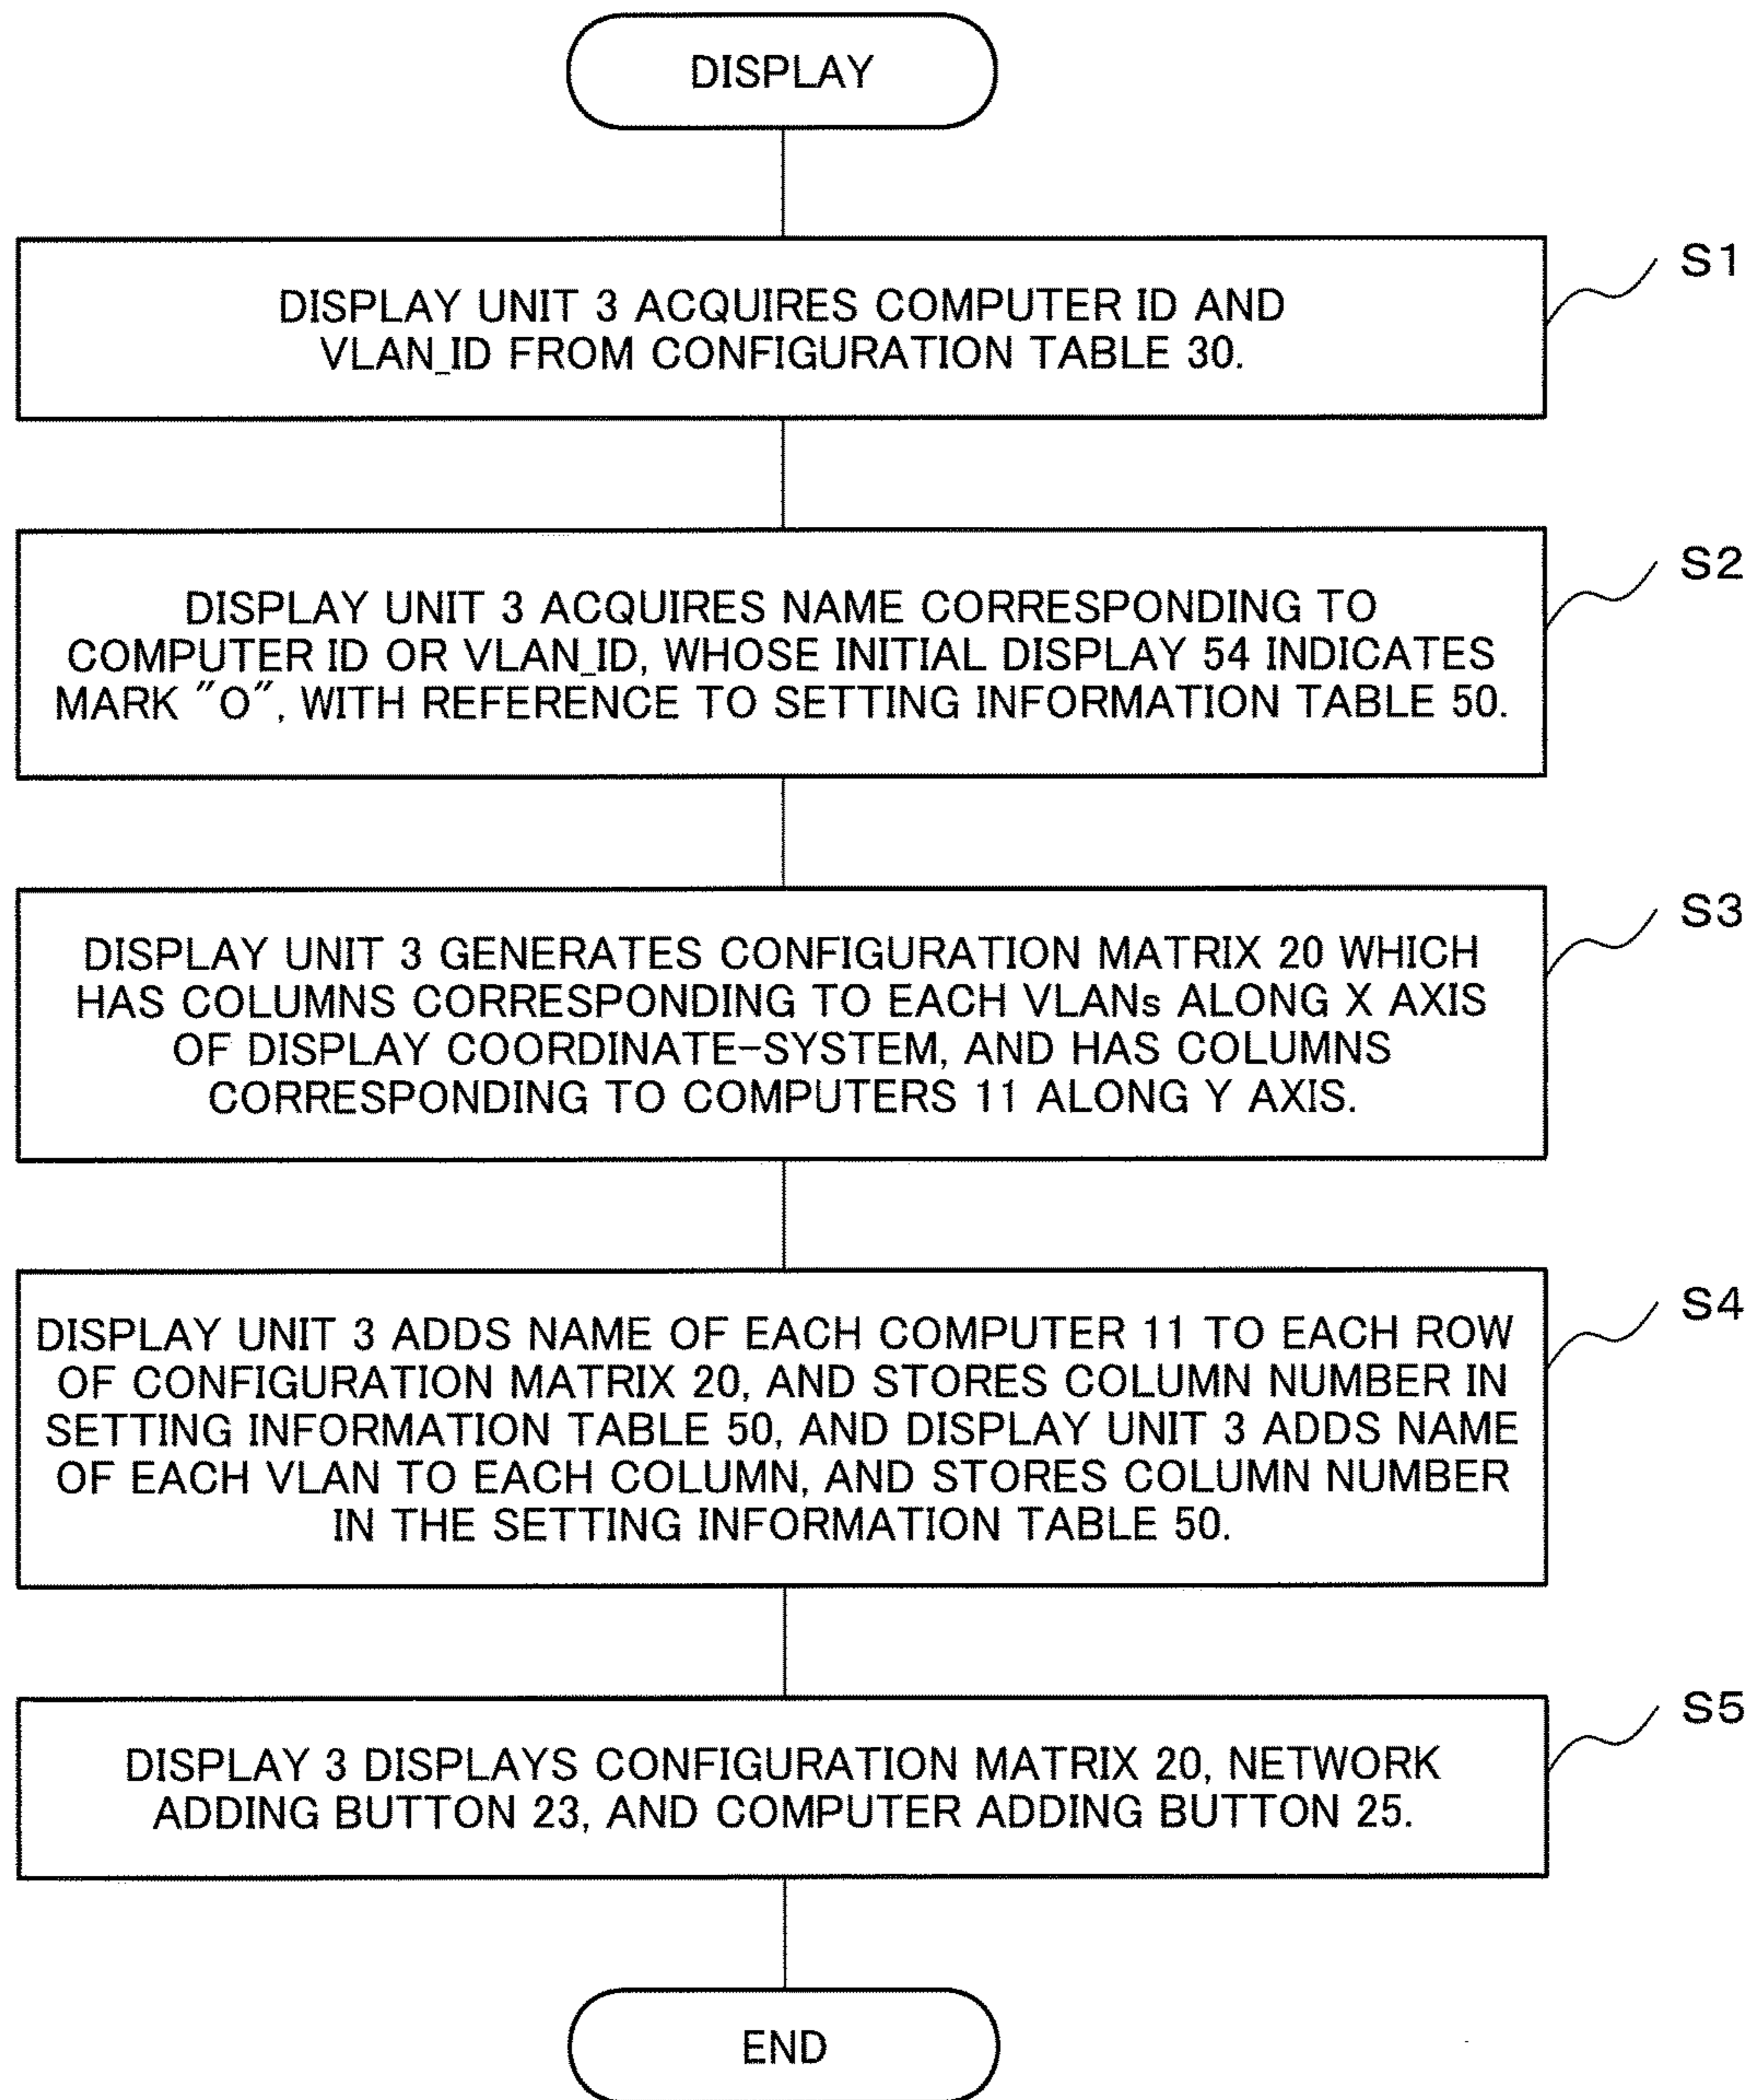 DISPLAY
S1
DISPLAY UNIT 3 ACQUIRES COMPUTER ID AND
VLAN_ID FROM CONFIGURATION TABLE 30.
S2
DISPLAY UNIT 3 ACQUIRES NAME CORRESPONDING TO
COMPUTER ID OR VLAN_ID, WHOSE INITIAL DISPLAY 54 INDICATES
MARK "O", WITH REFERENCE TO SETTING INFORMATION TABLE 50.
S3
DISPLAY UNIT 3 GENERATES CONFIGURATION MATRIX 20 WHICH
HAS COLUMNS CORRESPONDING TO EACH VLANs ALONG X AXIS
OF DISPLAY COORDINATE-SYSTEM, AND HAS COLUMNS
CORRESPONDING TO COMPUTERS 11 ALONG Y AXIS.
S4
DISPLAY UNIT 3 ADDS NAME OF EACH COMPUTER 11 TO EACH ROW
OF CONFIGURATION MATRIX 20, AND STORES COLUMN NUMBER IN
SETTING INFORMATION TABLE 50, AND DISPLAY UNIT 3 ADDS NAME
OF EACH VLAN TO EACH COLUMN, AND STORES COLUMN NUMBER
IN THE SETTING INFORMATION TABLE 50.
S5
DISPLAY 3 DISPLAYS CONFIGURATION MATRIX 20, NETWORK
ADDING BUTTON 23, AND COMPUTER ADDING BUTTON 25.
END